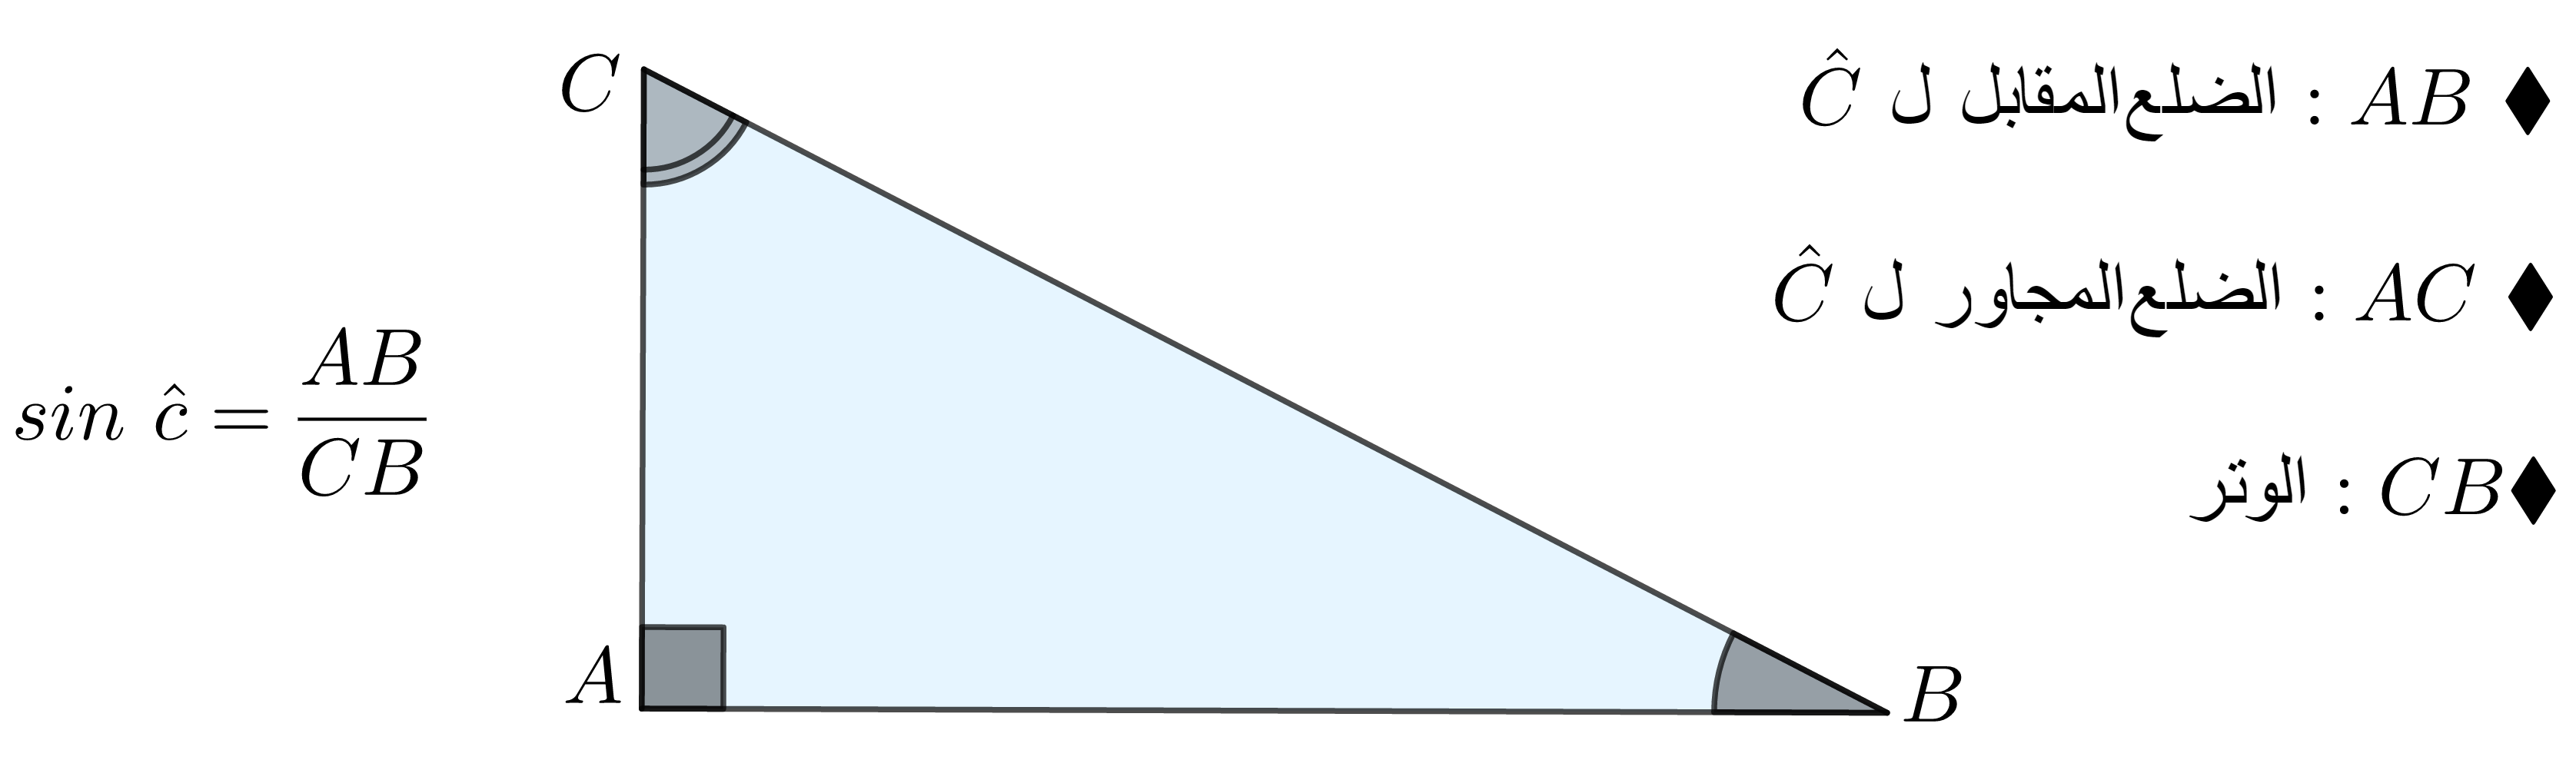 ♦ AB : الضلع المقابل ل Ĉ
♦ AC : الضلع المجاور ل Ĉ
♦ CB : الوتر
C
A
B
sin ĉ = AB / CB